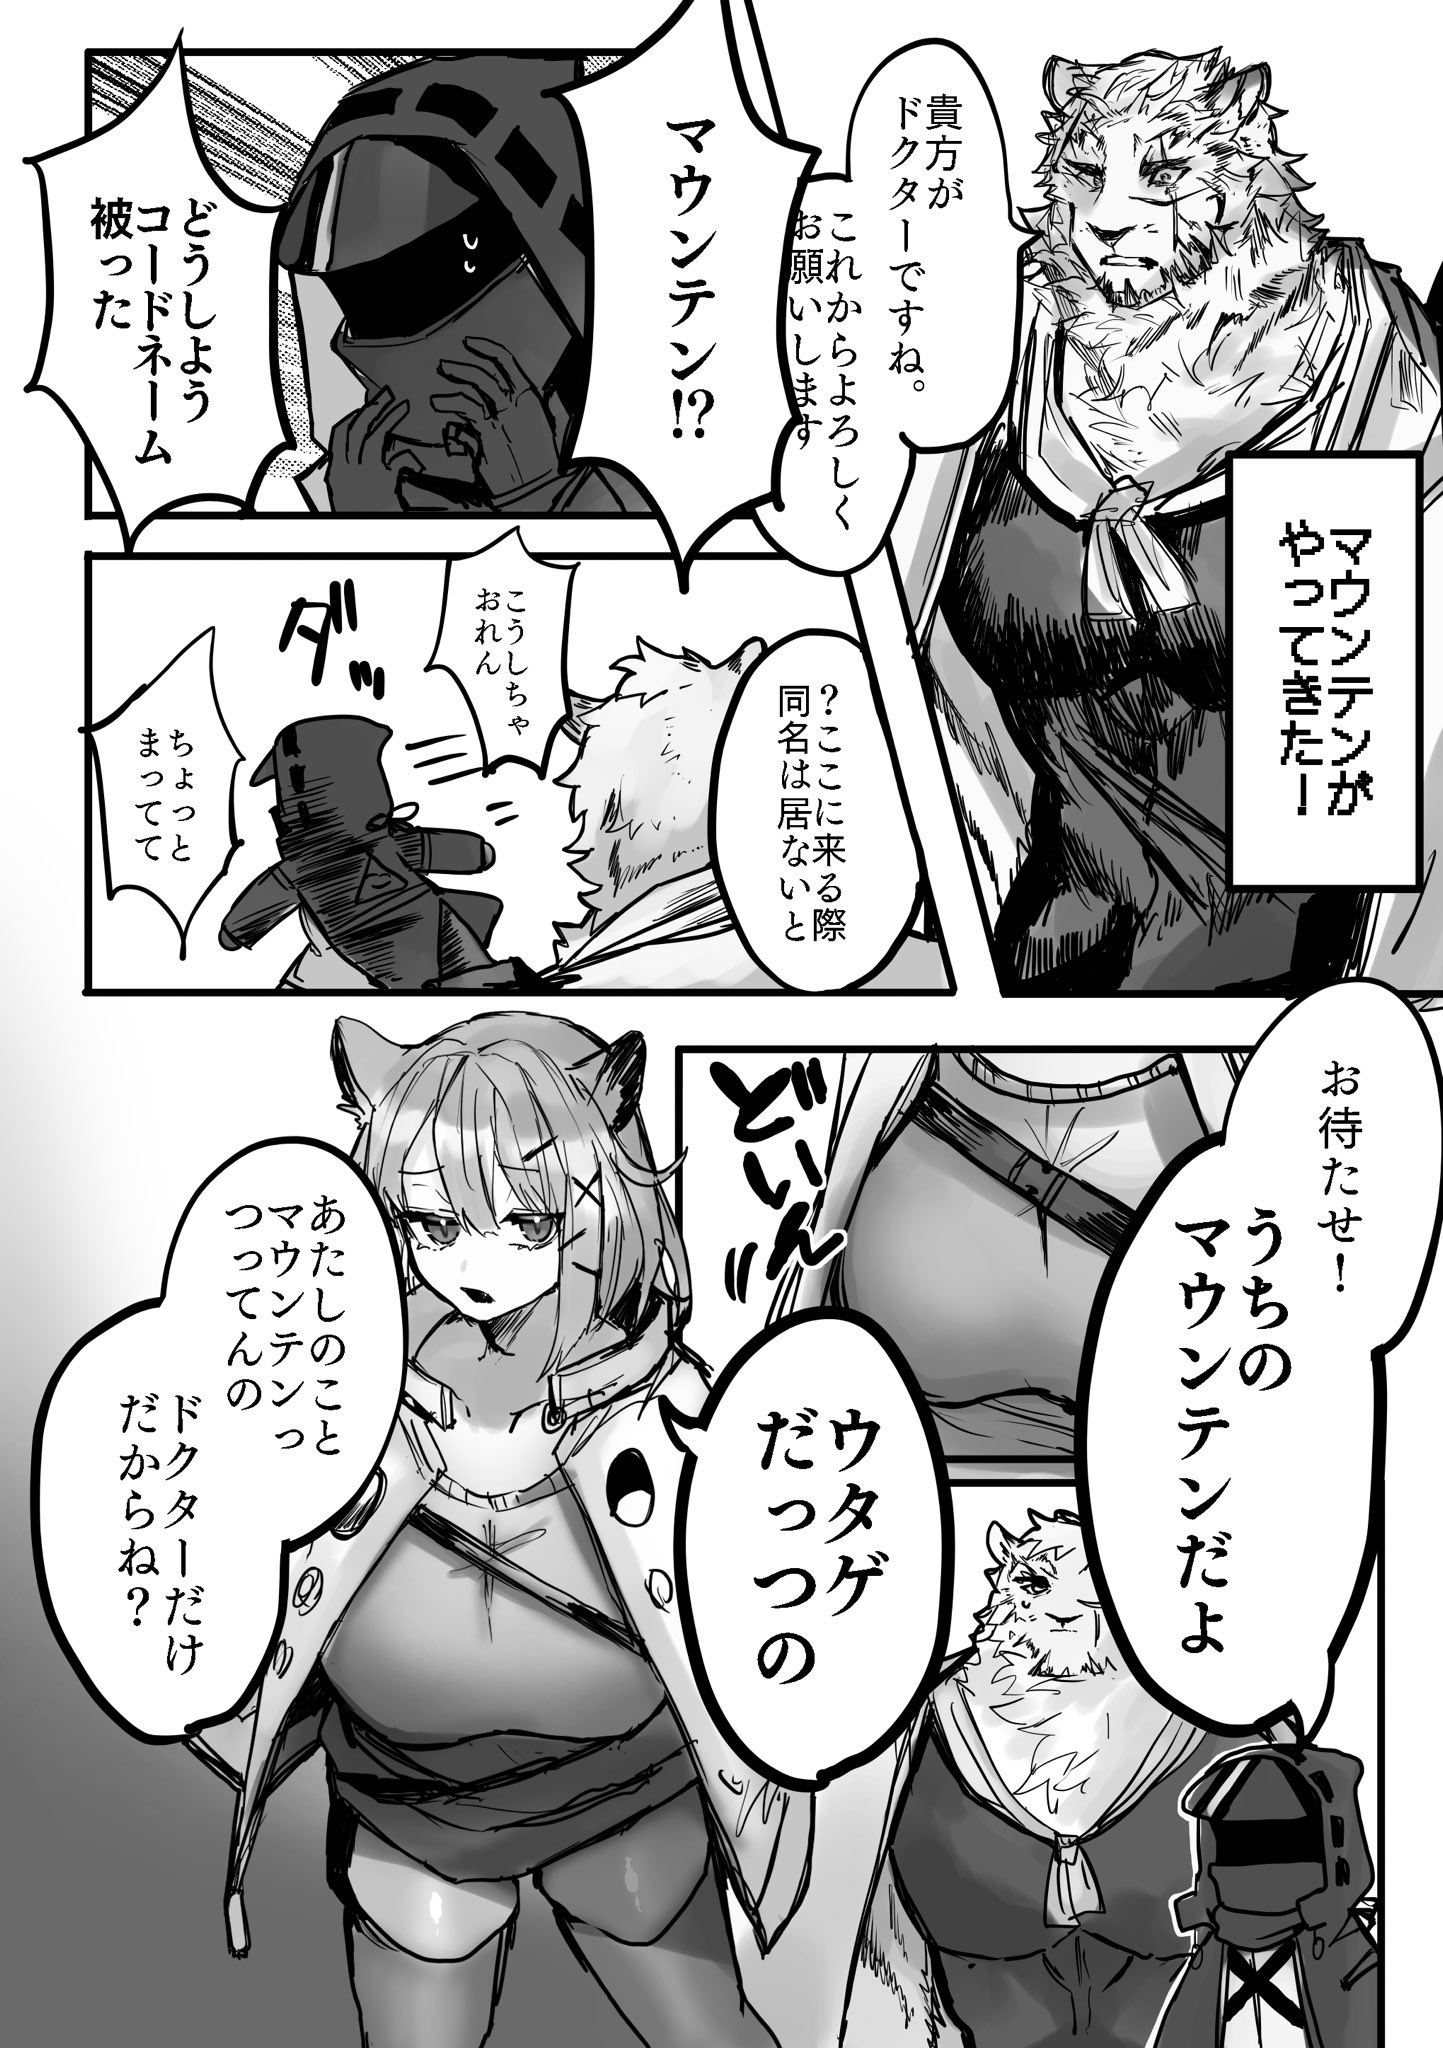 マウンテンが
やってきたー！
貴方が
ドクターですね。
これからよろしく
お願いします
マウンテン!?
どうしよう
コードネーム
被った
？ここに来る際
同名は居ないと
こうしちゃ
おれん
ダッ
ちょっと
まってて
お待たせ！
うちの
マウンテンだよ
どいん
ウタゲ
だっつの
あたしのこと
マウンテンっ
つってんの
ドクターだけ
だからね？